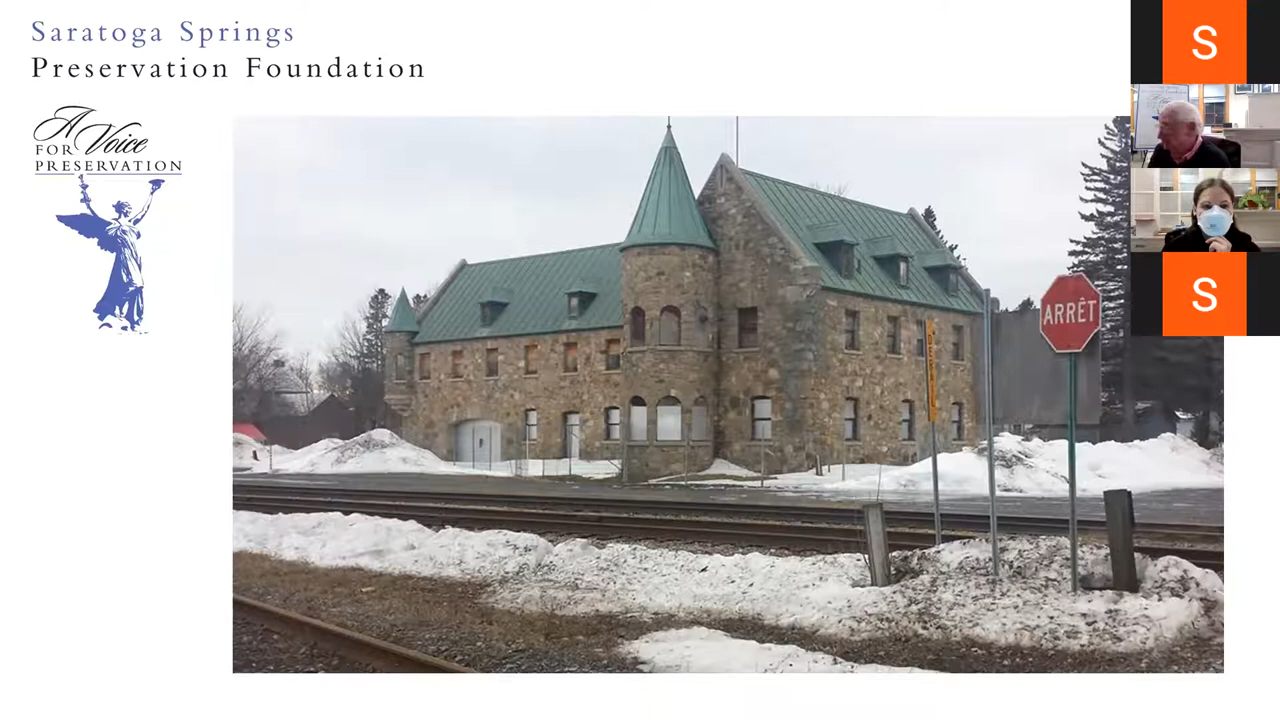 Saratoga Springs
Preservation Foundation
A Voice
FOR
PRESERVATION
S
ARRÊT
S